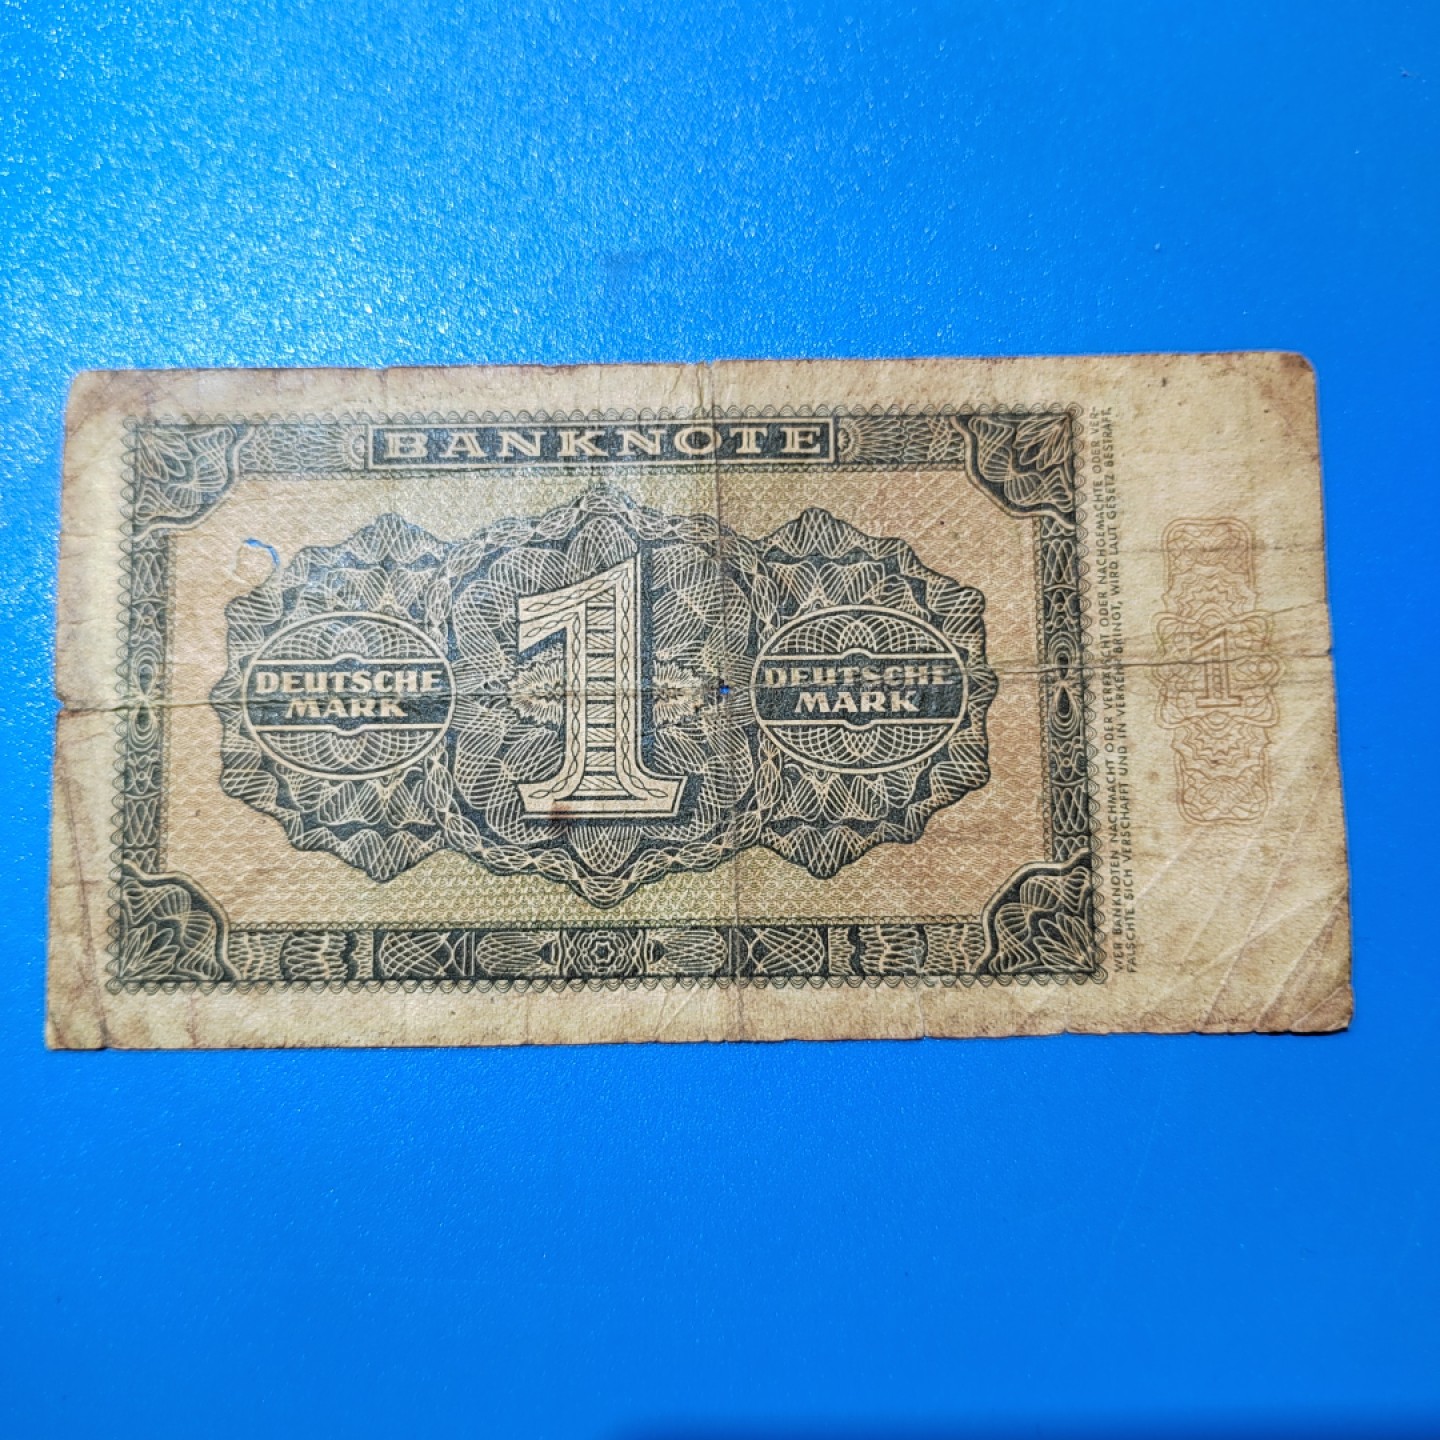 BANKNOTE
DEUTSCHE
MARK
1
DEUTSCHE
MARK
WER BANKNOTEN NACHMACHT ODER VERFÄLSCHT ODER NACHGEMACHTE ODER VER-
FÄLSCHTE SICH VERSCHAFFT UND IN VERKEHR BRINGT, WIRD LAUT GESETZ BESTRAFT.
1